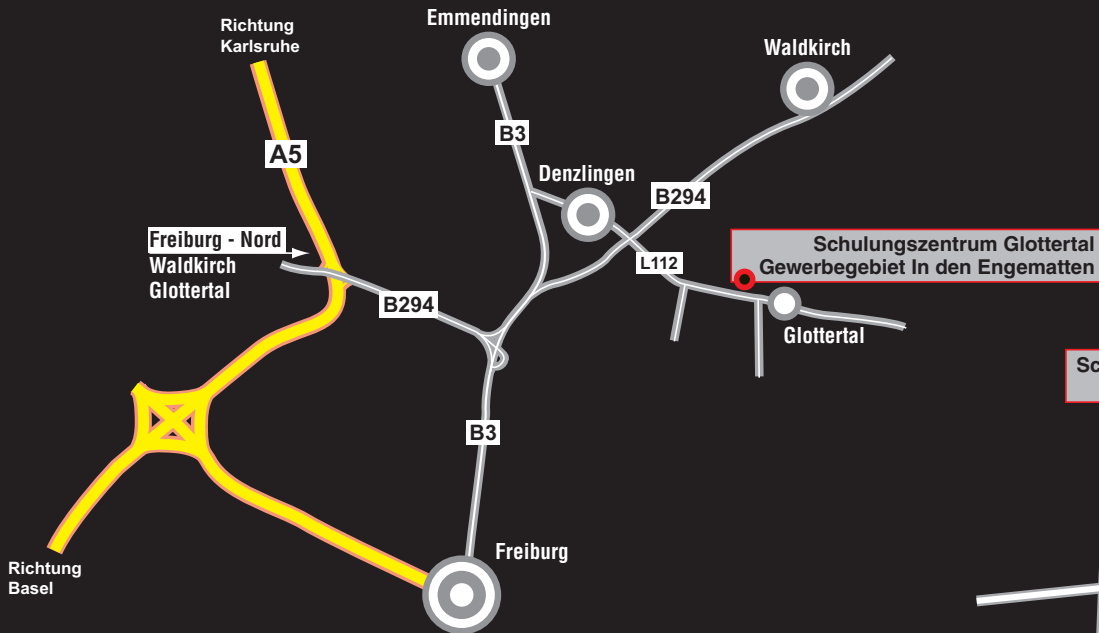 Richtung
Karlsruhe
Emmendingen
Waldkirch
A5
B3
Denzlingen
B294
Freiburg - Nord
Waldkirch
Glottertal
L112
Schulungszentrum Glottertal
Gewerbegebiet In den Engematten
B294
Glottertal
Sc
B3
Freiburg
Richtung
Basel